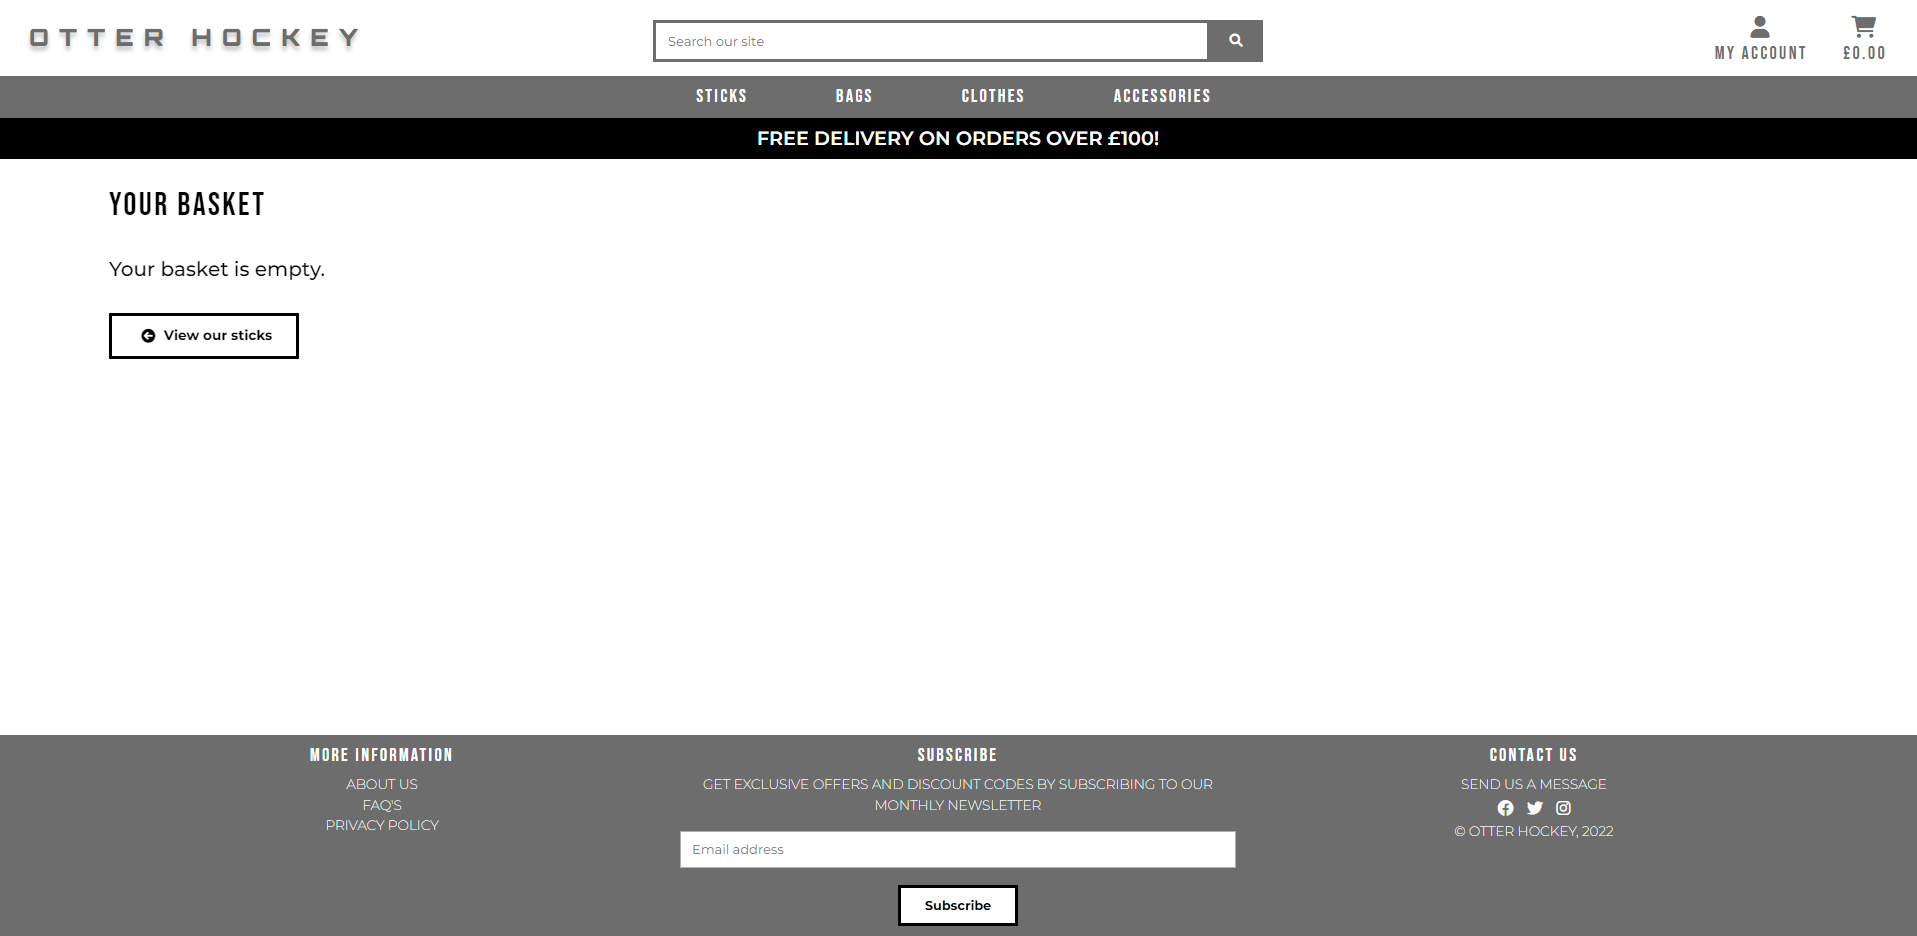 OTTER HOCKEY
Search our site
MY ACCOUNT
£0.00
STICKS
BAGS
CLOTHES
ACCESSORIES
FREE DELIVERY ON ORDERS OVER £100!
YOUR BASKET
Your basket is empty.
View our sticks
MORE INFORMATION
ABOUT US
FAQ'S
PRIVACY POLICY
SUBSCRIBE
GET EXCLUSIVE OFFERS AND DISCOUNT CODES BY SUBSCRIBING TO OUR
MONTHLY NEWSLETTER
Email address
Subscribe
CONTACT US
SEND US A MESSAGE
© OTTER HOCKEY, 2022